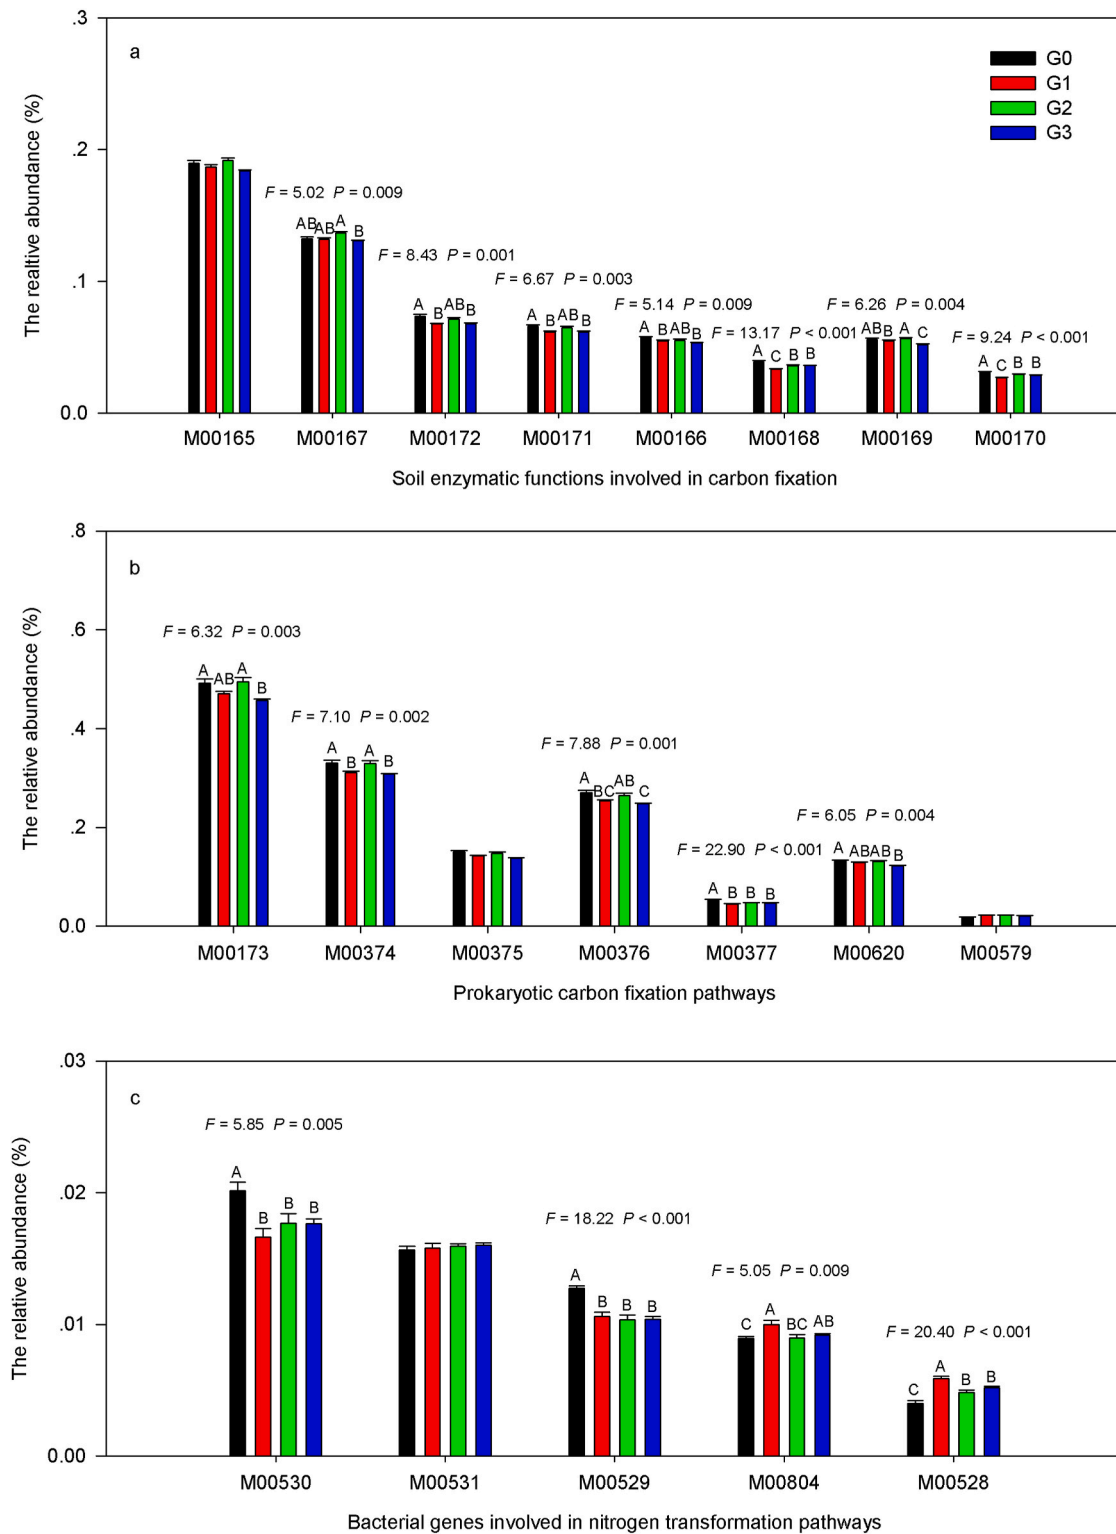 .3
a
G0
G1
G2
G3
The realtive abundance (%)
.2
F = 5.02 P = 0.009
AB AB A B
F = 8.43 P = 0.001
F = 6.67 P = 0.003
.1
F = 5.14 P = 0.009
F = 6.26 P = 0.004
A B AB B
A B AB B
F = 13.17 P < 0.001
F = 9.24 P < 0.001
A B AB B
AB B A C
A C B B
A C B B
0.0
M00165 M00167 M00172 M00171 M00166 M00168 M00169 M00170
Soil enzymatic functions involved in carbon fixation
.8
b
The relative abundance (%)
.6
F = 6.32 P = 0.003
A AB A B
F = 7.10 P = 0.002
F = 7.88 P = 0.001
.4
A B A B
A BC AB C
F = 22.90 P < 0.001
F = 6.05 P = 0.004
.2
A B B B
A AB AB B
0.0
M00173 M00374 M00375 M00376 M00377 M00620 M00579
Prokaryotic carbon fixation pathways
.03
c
The relative abundance (%)
F = 5.85 P = 0.005
A B B B
.02
F = 18.22 P < 0.001
A B B B
F = 5.05 P = 0.009
C A BC AB
.01
F = 20.40 P < 0.001
C A B B
0.00
M00530 M00531 M00529 M00804 M00528
Bacterial genes involved in nitrogen transformation pathways